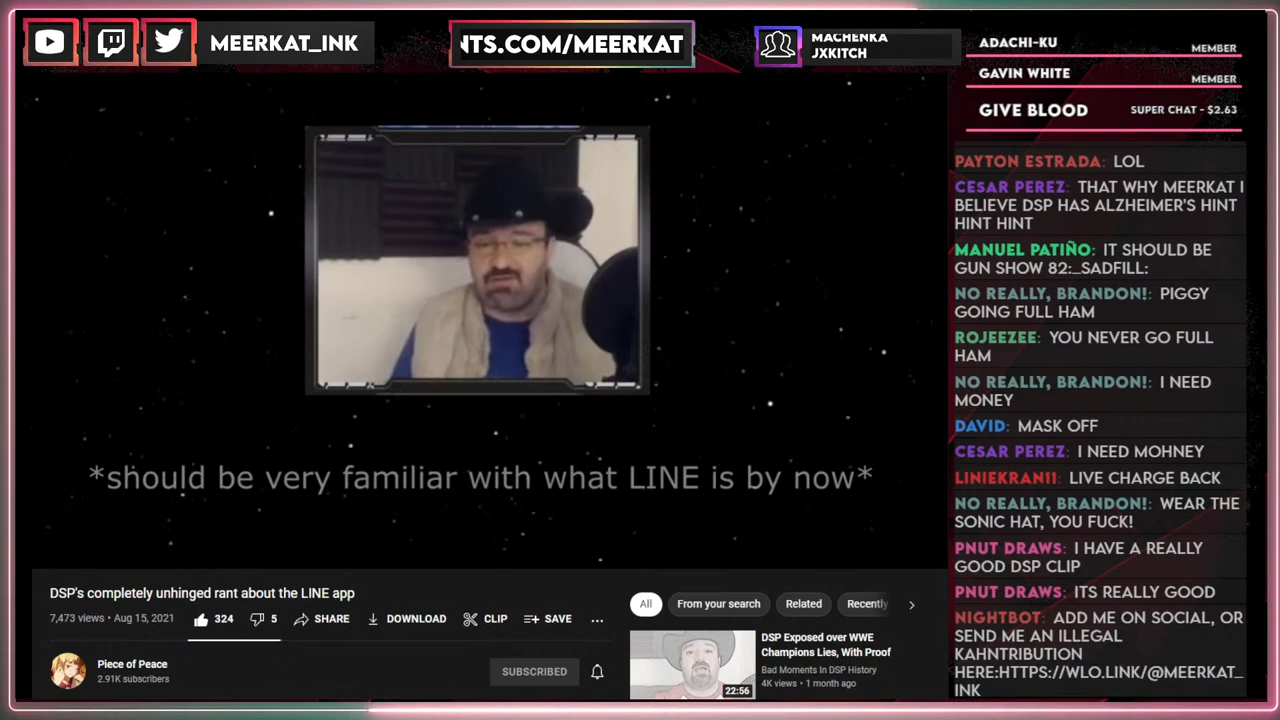 MEERKAT_INK
NTS.COM/MEERKAT
MACHENKA
JXKITCH
ADACHI-KU
MEMBER
GAVIN WHITE
MEMBER
GIVE BLOOD
SUPER CHAT - $2.63
PAYTON ESTRADA: LOL
CESAR PEREZ: THAT WHY MEERKAT I
BELIEVE DSP HAS ALZHEIMER'S HINT
HINT HINT
MANUEL PATIÑO: IT SHOULD BE
GUN SHOW 82:_SADFILL:
NO REALLY, BRANDON!: PIGGY
GOING FULL HAM
ROJEEZEE: YOU NEVER GO FULL
HAM
NO REALLY, BRANDON!: I NEED
MONEY
DAVID: MASK OFF
CESAR PEREZ: I NEED MOHNEY
LINIEKRAN11: LIVE CHARGE BACK
NO REALLY, BRANDON!: WEAR THE
SONIC HAT, YOU FUCK!
PNUT DRAWS: I HAVE A REALLY
GOOD DSP CLIP
PNUT DRAWS: ITS REALLY GOOD
NIGHTBOT: ADD ME ON SOCIAL, OR
SEND ME AN ILLEGAL
KAHNTRIBUTION
HERE:HTTPS://WLO.LINK/@MEERKAT_
INK
*should be very familiar with what LINE is by now*
DSP's completely unhinged rant about the LINE app
7,473 views • Aug 15, 2021
324
5
SHARE
DOWNLOAD
CLIP
SAVE
...
Piece of Peace
2.91K subscribers
SUBSCRIBED
All
From your search
Related
Recently
DSP Exposed over WWE
Champions Lies, With Proof
Bad Moments In DSP History
4K views • 1 month ago
22:56